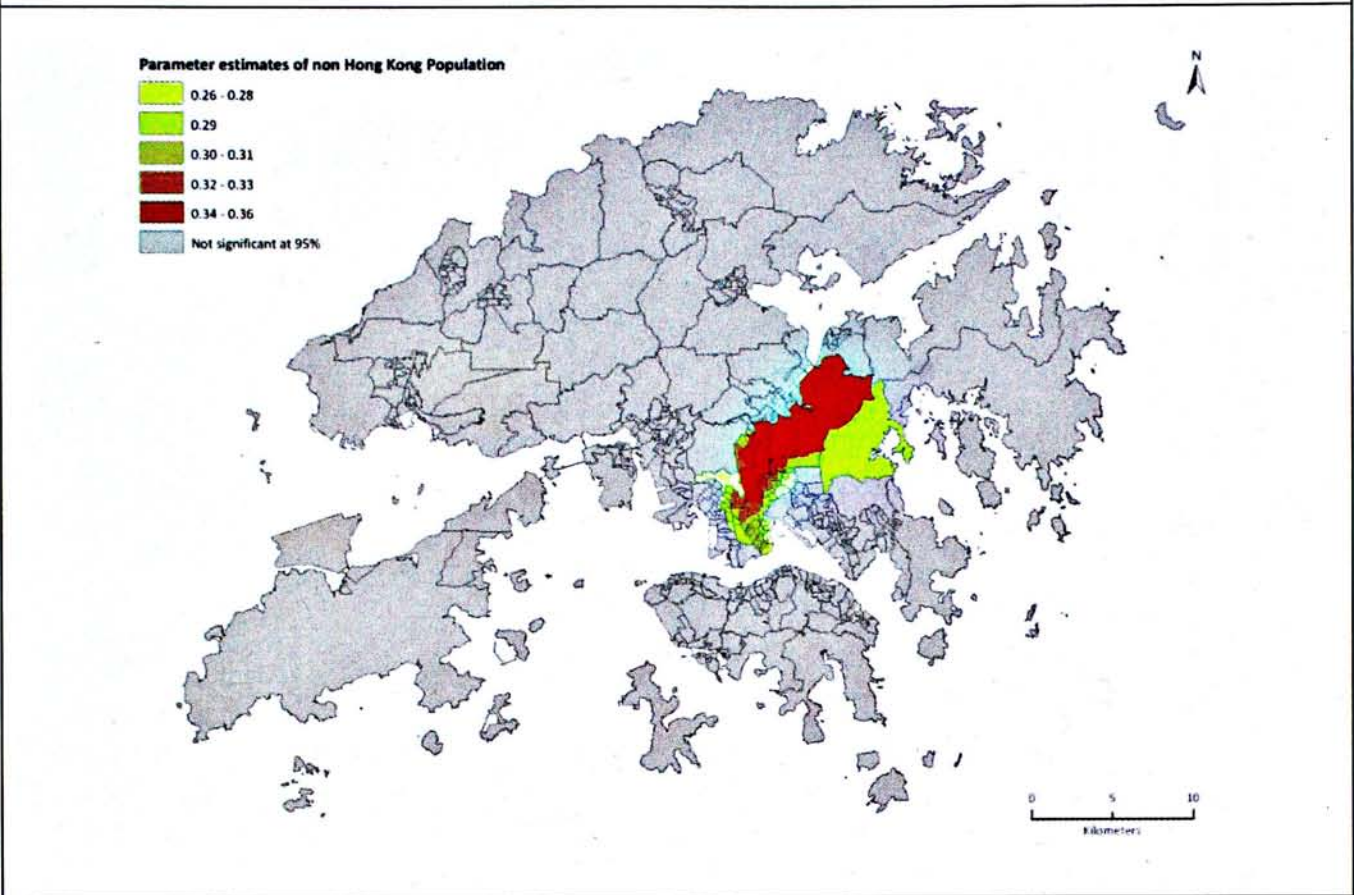 Parameter estimates of non Hong Kong Population
0.26 - 0.28
0.29
0.30 - 0.31
0.32 - 0.33
0.34 - 0.36
Not significant at 95%
N
0 5 10
Kilometers